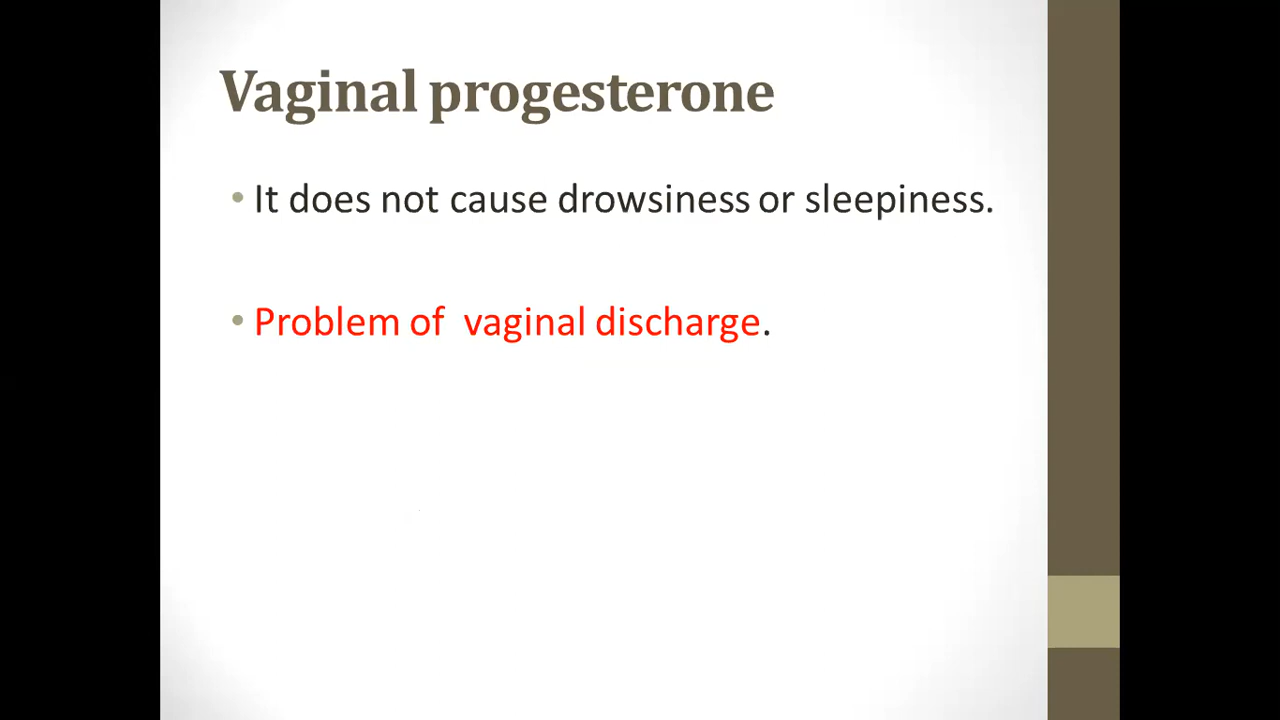 Vaginal progesterone
• It does not cause drowsiness or sleepiness.
• Problem of  vaginal discharge.